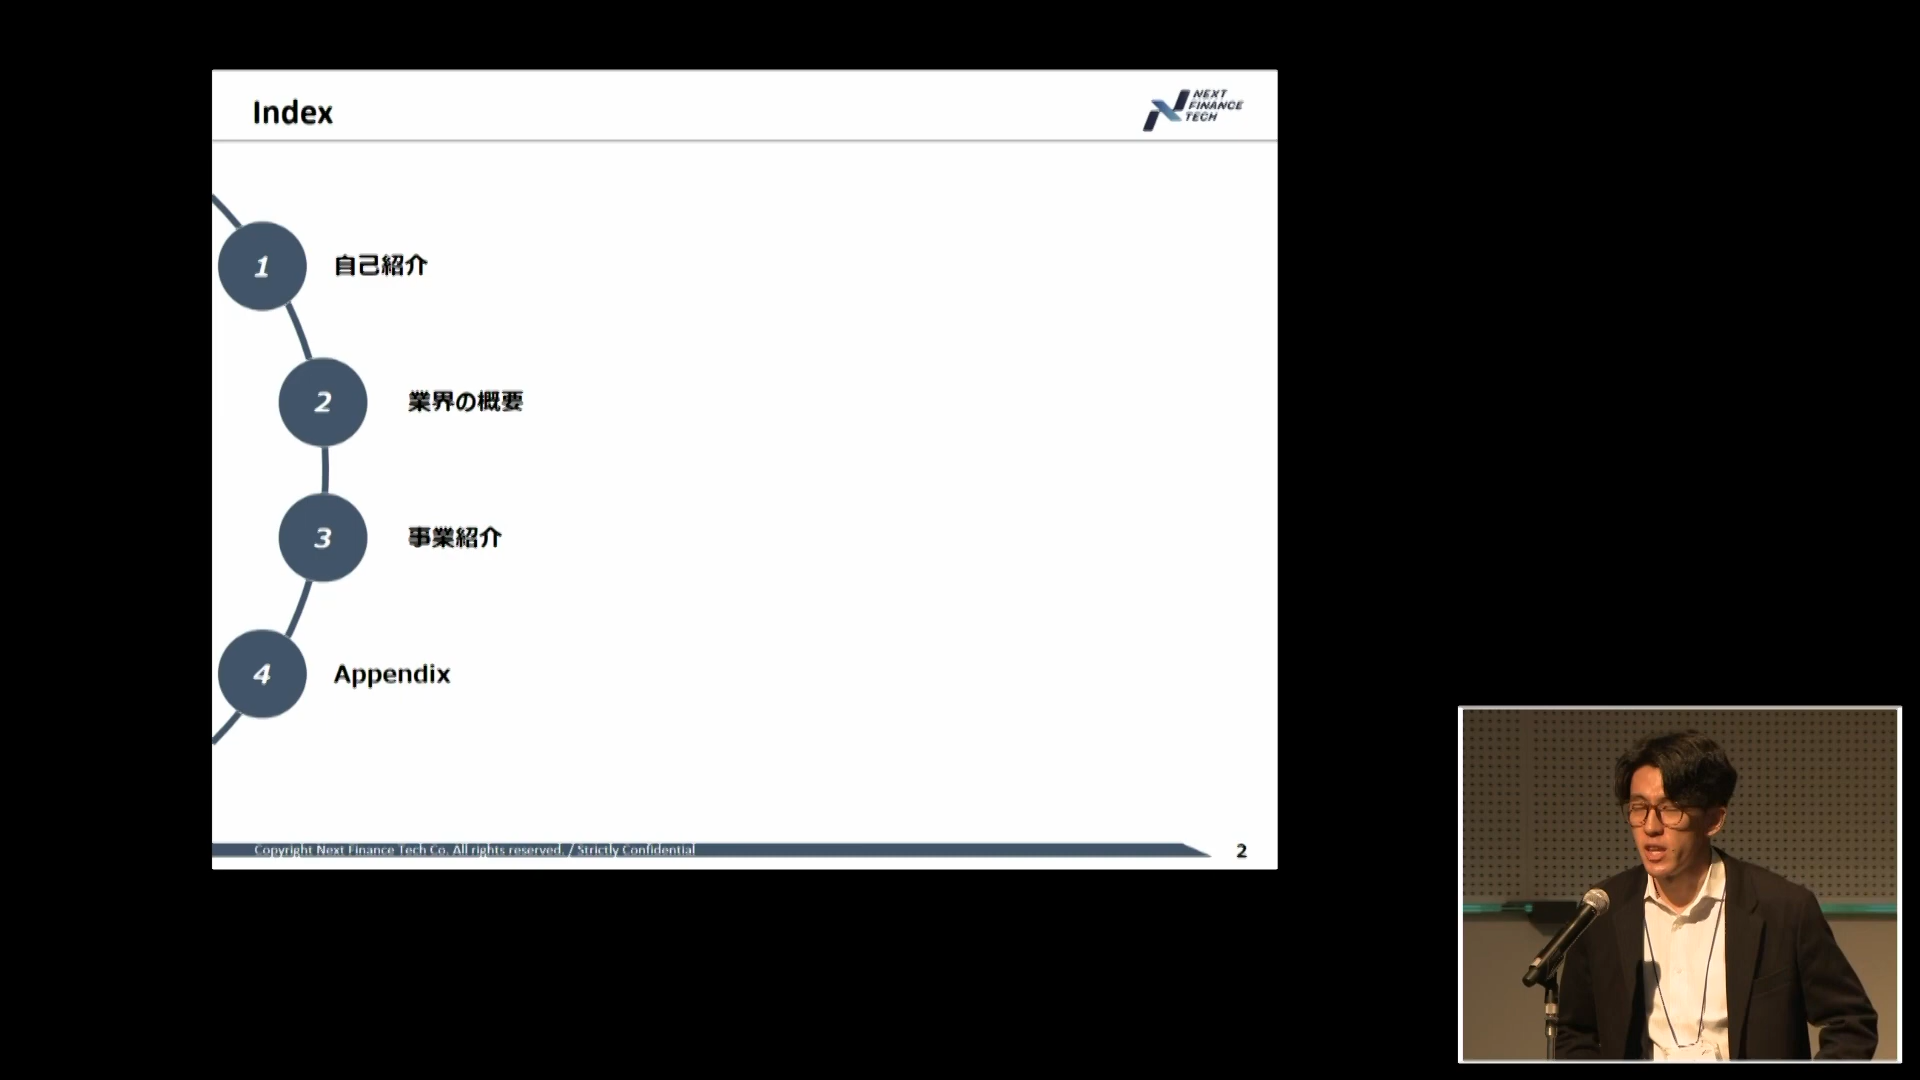 Index
NEXT
FINANCE
TECH
1
自己紹介
2
業界の概要
3
事業紹介
4
Appendix
Copyright Next Finance Tech Co. All rights reserved. / Strictly Confidential
2